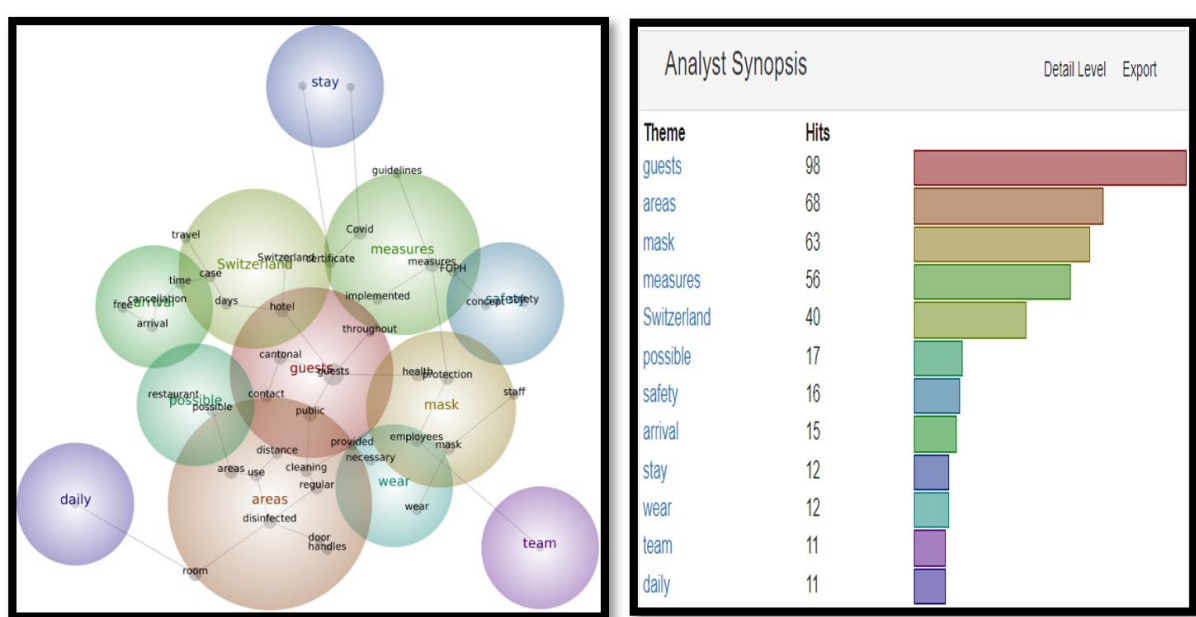 stay
guidelines
travel
Covid
measures
Switzerland
Switzerland
certificate
measures
FOPH
case
time
arrival
cancellation
free
arrival
days
hotel
implemented
concept
safety
safety
throughout
cantonal
guests
guests
health
protection
staff
restaurant
possible
possible
contact
public
mask
employees
mask
provided
necessary
distance
cleaning
areas
use
regular
wear
wear
areas
disinfected
door
handles
daily
team
room
Analyst Synopsis
Detail Level Export
Theme Hits
guests 98
areas 68
mask 63
measures 56
Switzerland 40
possible 17
safety 16
arrival 15
stay 12
wear 12
team 11
daily 11